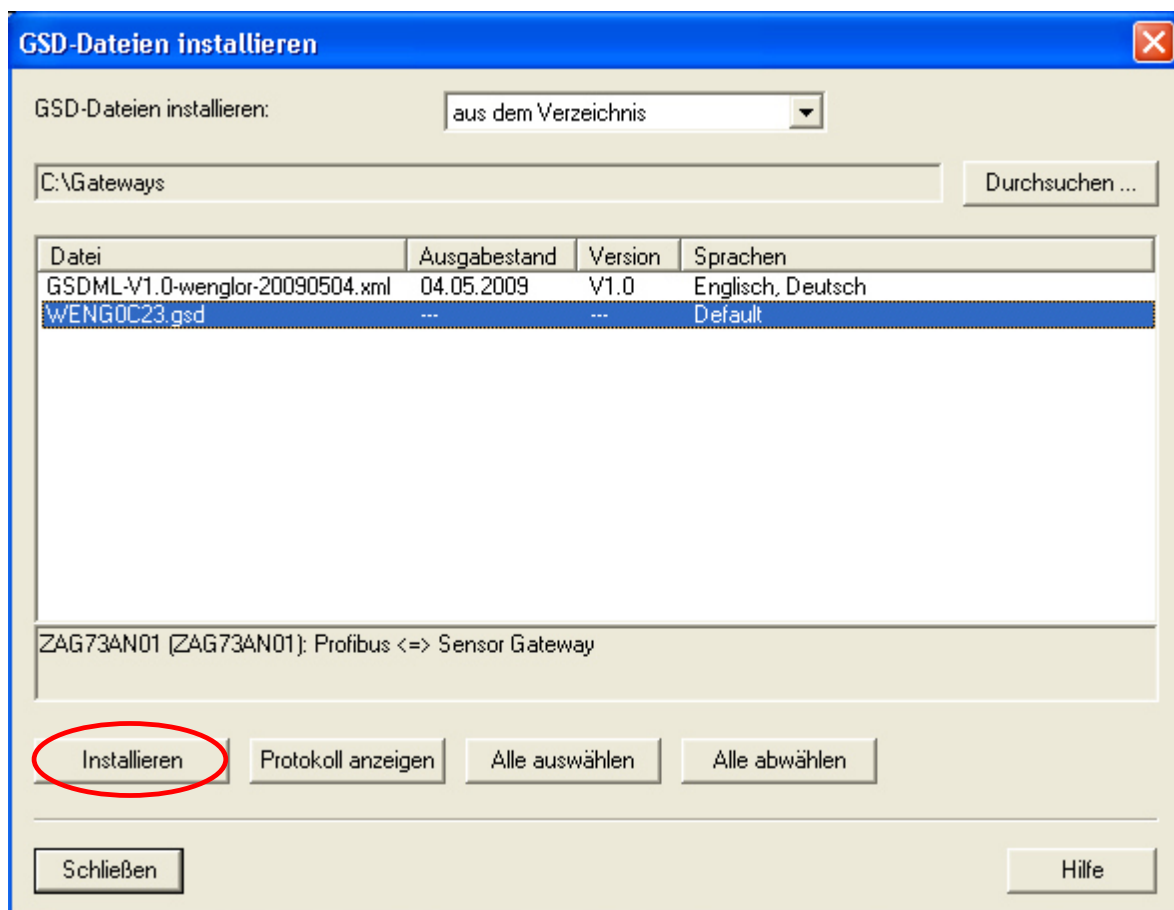 GSD-Dateien installieren
GSD-Dateien installieren: aus dem Verzeichnis
C:\Gateways Durchsuchen ...
Datei Ausgabestand Version Sprachen
GSDML-V1.0-wenglor-20090504.xml 04.05.2009 V1.0 Englisch, Deutsch
WENG0C23.gsd --- --- Default
ZAG73AN01 (ZAG73AN01): Profibus <=> Sensor Gateway
Installieren Protokoll anzeigen Alle auswählen Alle abwählen
Schließen Hilfe